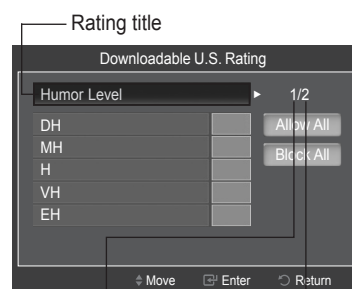 Rating title
Downloadable U.S. Rating
Humor Level ► 1/2
DH Allow All
MH
H Block All
VH
EH
Move Enter Return